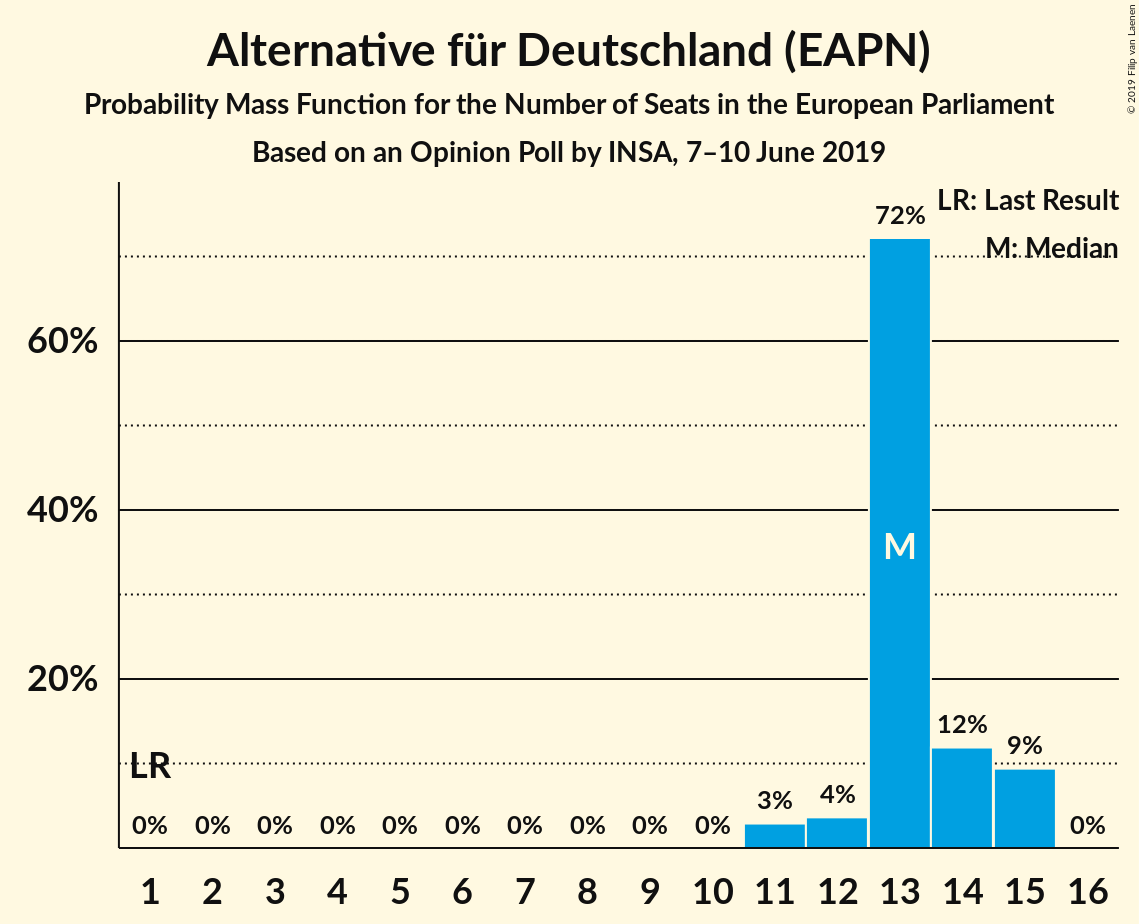 Alternative für Deutschland (EAPN)
Probability Mass Function for the Number of Seats in the European Parliament
Based on an Opinion Poll by INSA, 7–10 June 2019
© 2019 Filip van Laenen
LR: Last Result
M: Median
72%
60%
40%
M
20%
12%
9%
LR
3%
4%
0% 0% 0% 0% 0% 0% 0% 0% 0% 0% 0%
1 2 3 4 5 6 7 8 9 10 11 12 13 14 15 16